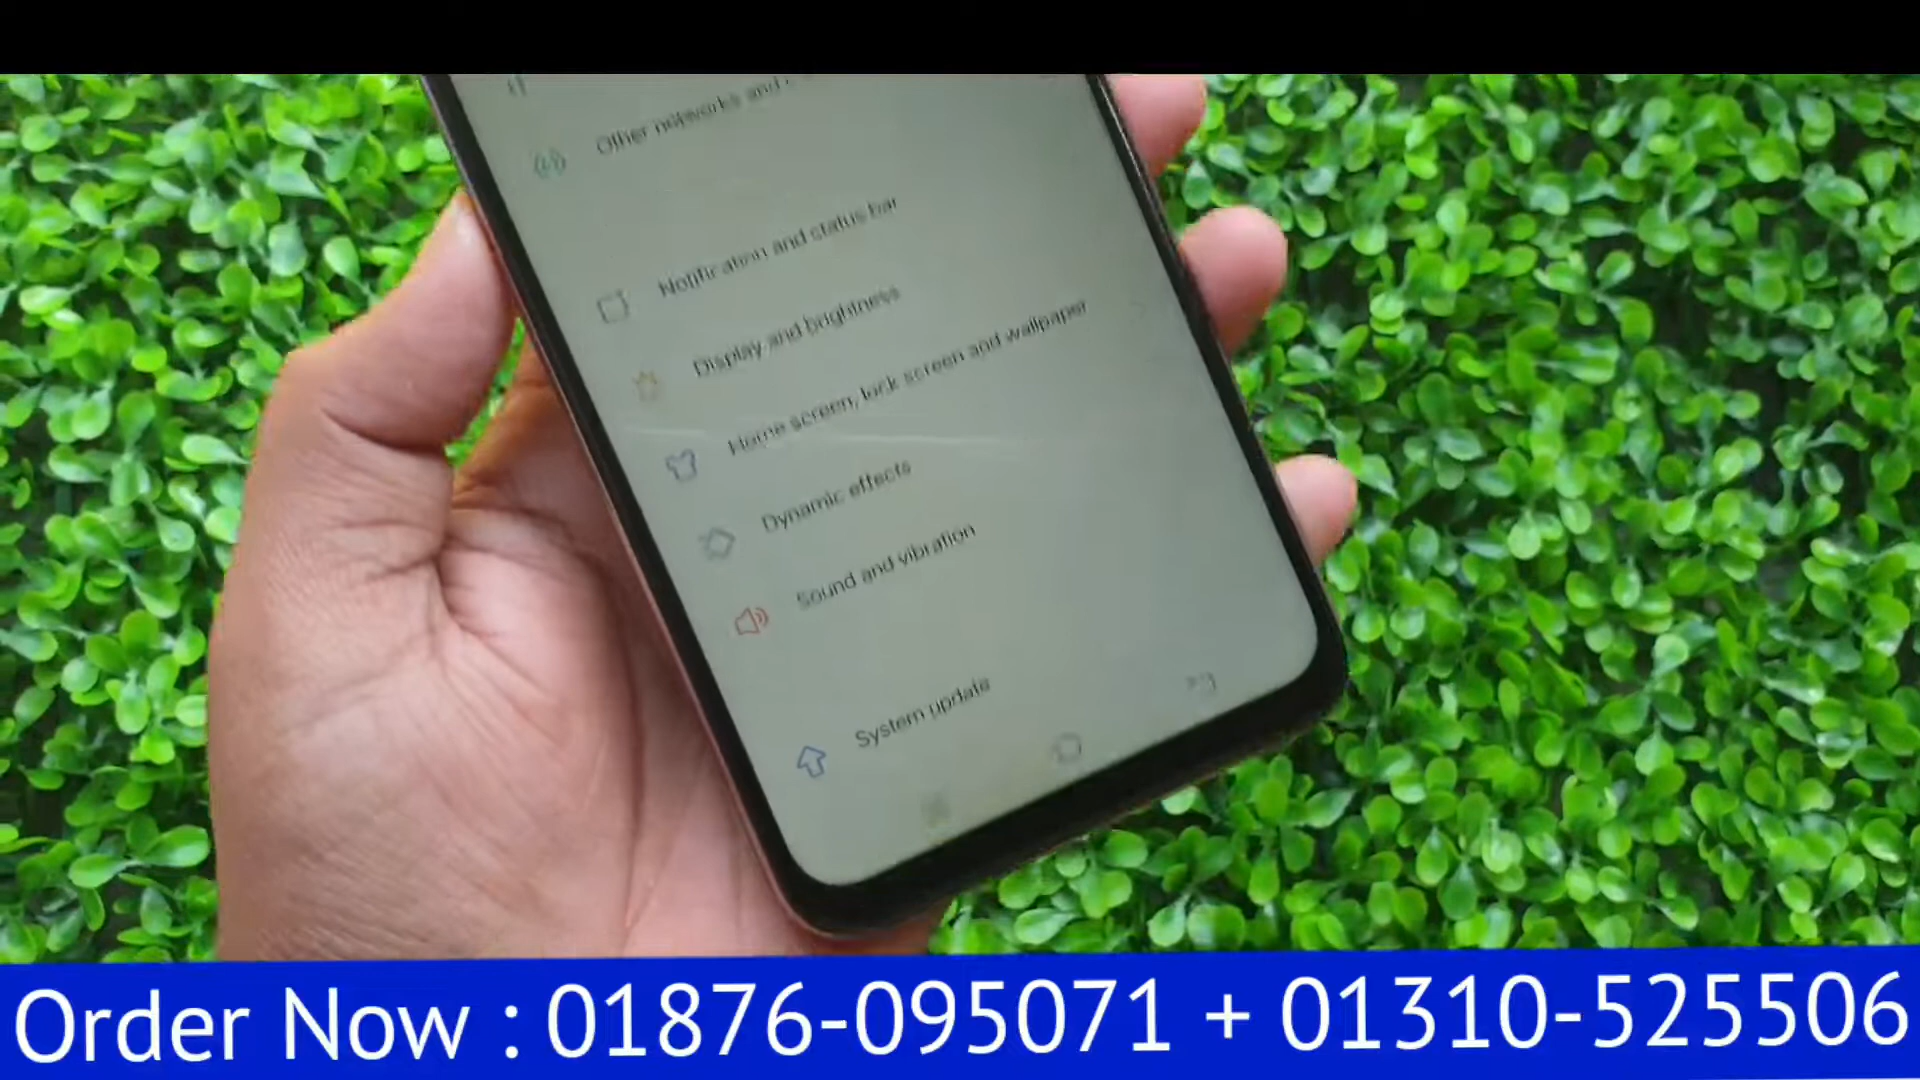 Other networks and
Notification and status bar
Display and brightness
Home screen, lock screen and wallpaper
Dynamic effects
Sound and vibration
System update
Order Now : 01876-095071 + 01310-525506